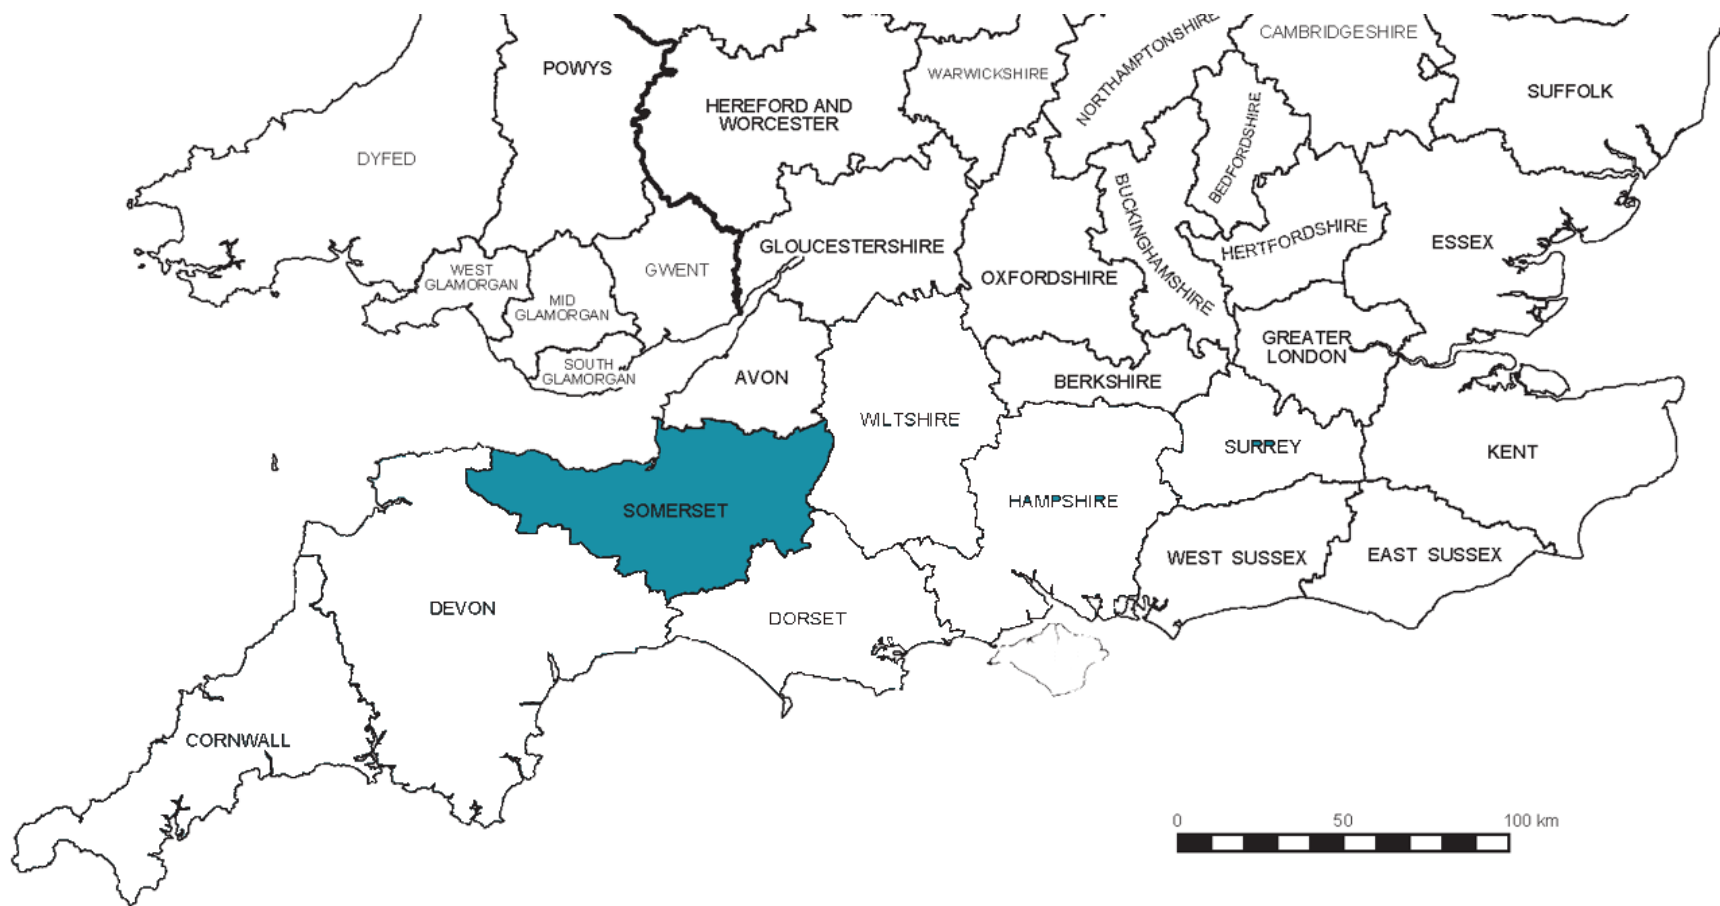 POWYS
HEREFORD AND
WORCESTER
WARWICKSHIRE
NORTHAMPTONSHIRE
CAMBRIDGESHIRE
SUFFOLK
DYFED
BEDFORDSHIRE
BUCKINGHAMSHIRE
HERTFORDSHIRE
ESSEX
GLOUCESTERSHIRE
OXFORDSHIRE
WEST
GLAMORGAN
MID
GLAMORGAN
GWENT
SOUTH
GLAMORGAN
AVON
WILTSHIRE
BERKSHIRE
GREATER
LONDON
SURREY
KENT
SOMERSET
HAMPSHIRE
WEST SUSSEX
EAST SUSSEX
DEVON
DORSET
CORNWALL
0 50 100 km